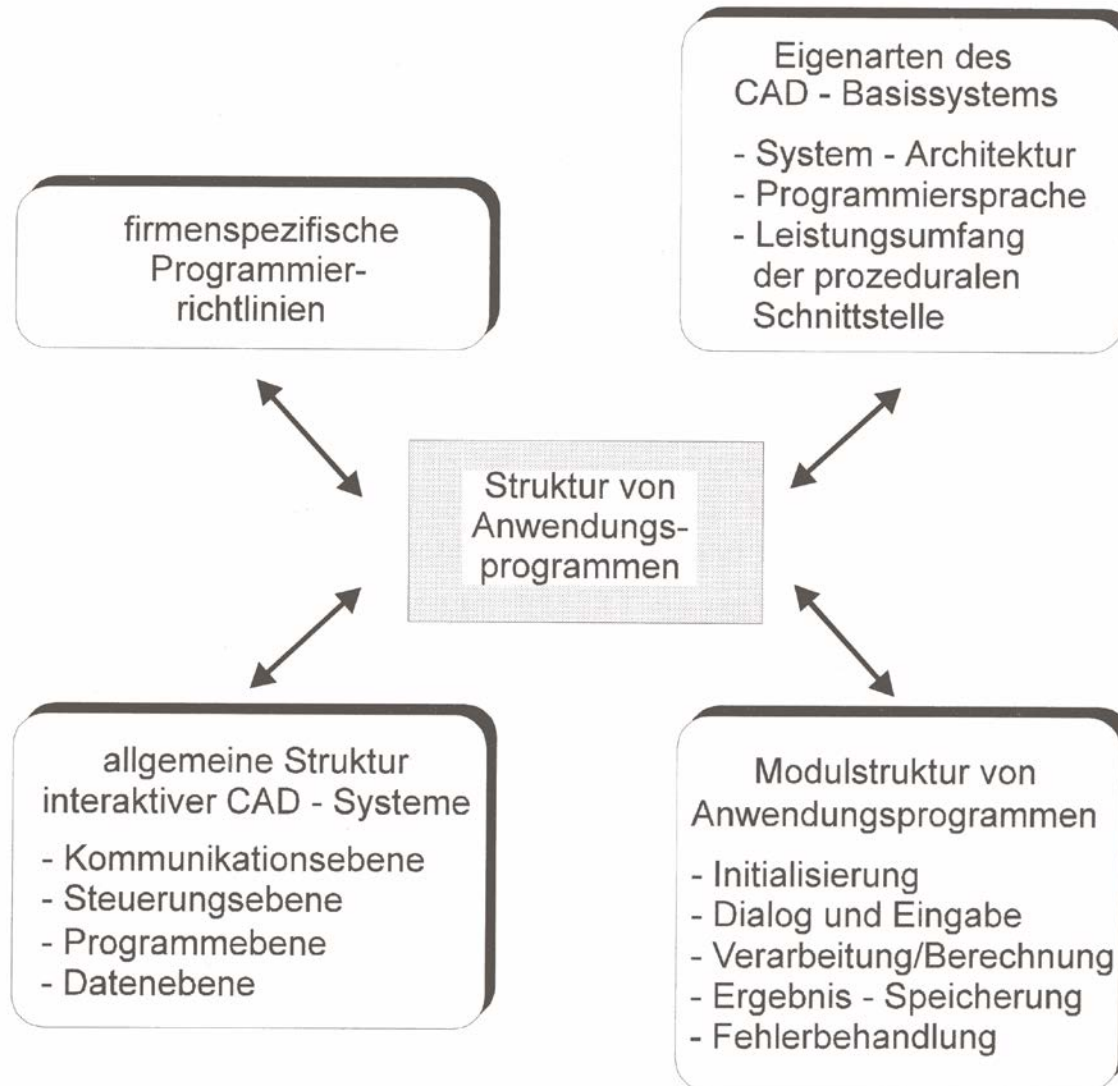 Eigenarten des
CAD - Basissystems
- System - Architektur
- Programmiersprache
- Leistungsumfang
der prozeduralen
Schnittstelle
firmenspezifische
Programmier-
richtlinien
Struktur von
Anwendungs-
programmen
allgemeine Struktur
interaktiver CAD - Systeme
- Kommunikationsebene
- Steuerungsebene
- Programmebene
- Datenebene
Modulstruktur von
Anwendungsprogrammen
- Initialisierung
- Dialog und Eingabe
- Verarbeitung/Berechnung
- Ergebnis - Speicherung
- Fehlerbehandlung